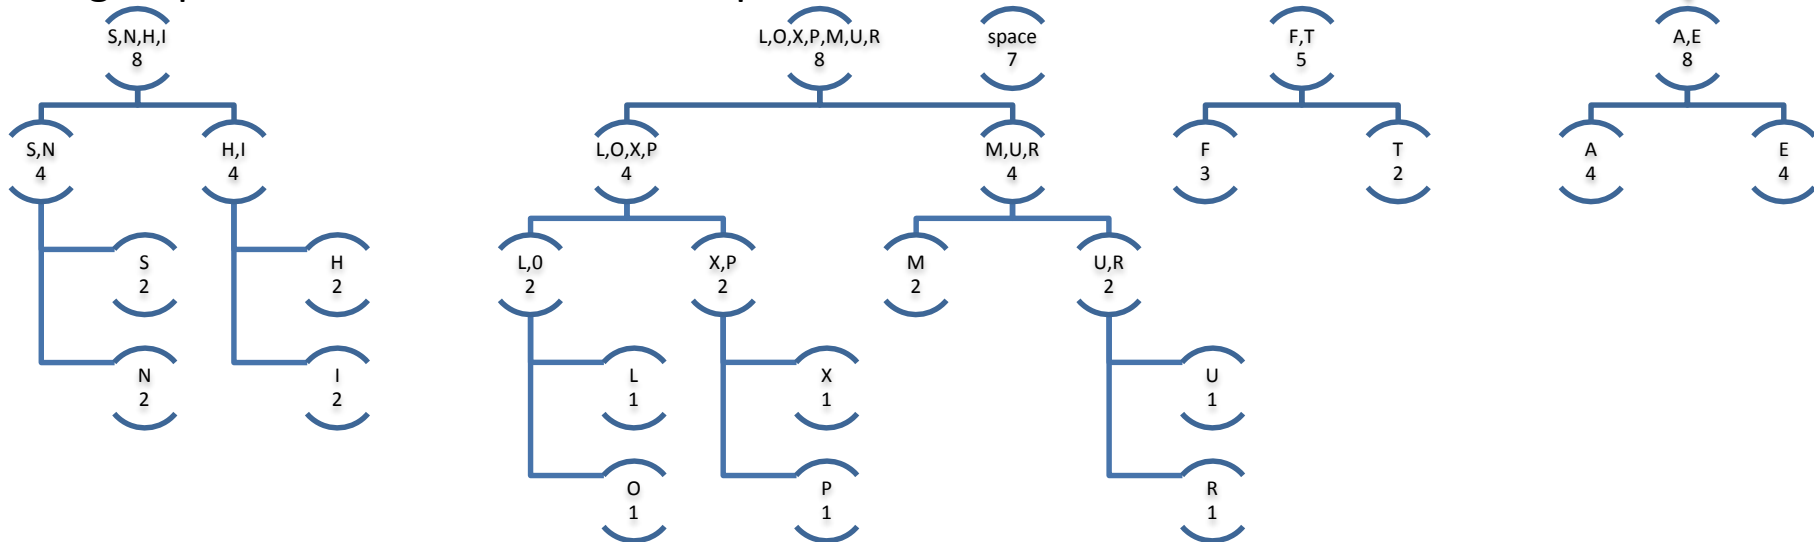 S,N,H,I
8
L,O,X,P,M,U,R
8
space
7
F,T
5
A,E
8
S,N
4
H,I
4
L,O,X,P
4
M,U,R
4
F
3
T
2
A
4
E
4
S
2
H
2
L,0
2
X,P
2
M
2
U,R
2
N
2
I
2
L
1
X
1
U
1
O
1
P
1
R
1